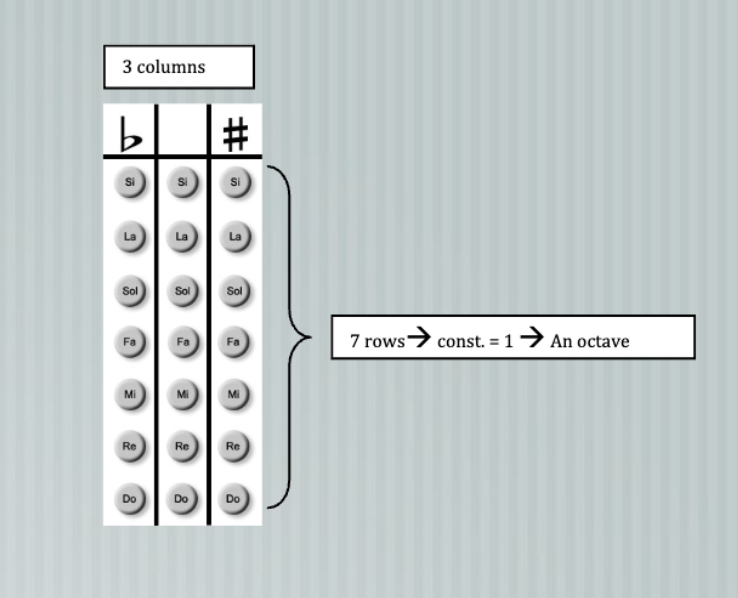 3 columns
♭ ♯
Si Si Si
La La La
Sol Sol Sol
Fa Fa Fa
Mi Mi Mi
Re Re Re
Do Do Do
7 rows→ const. = 1 → An octave